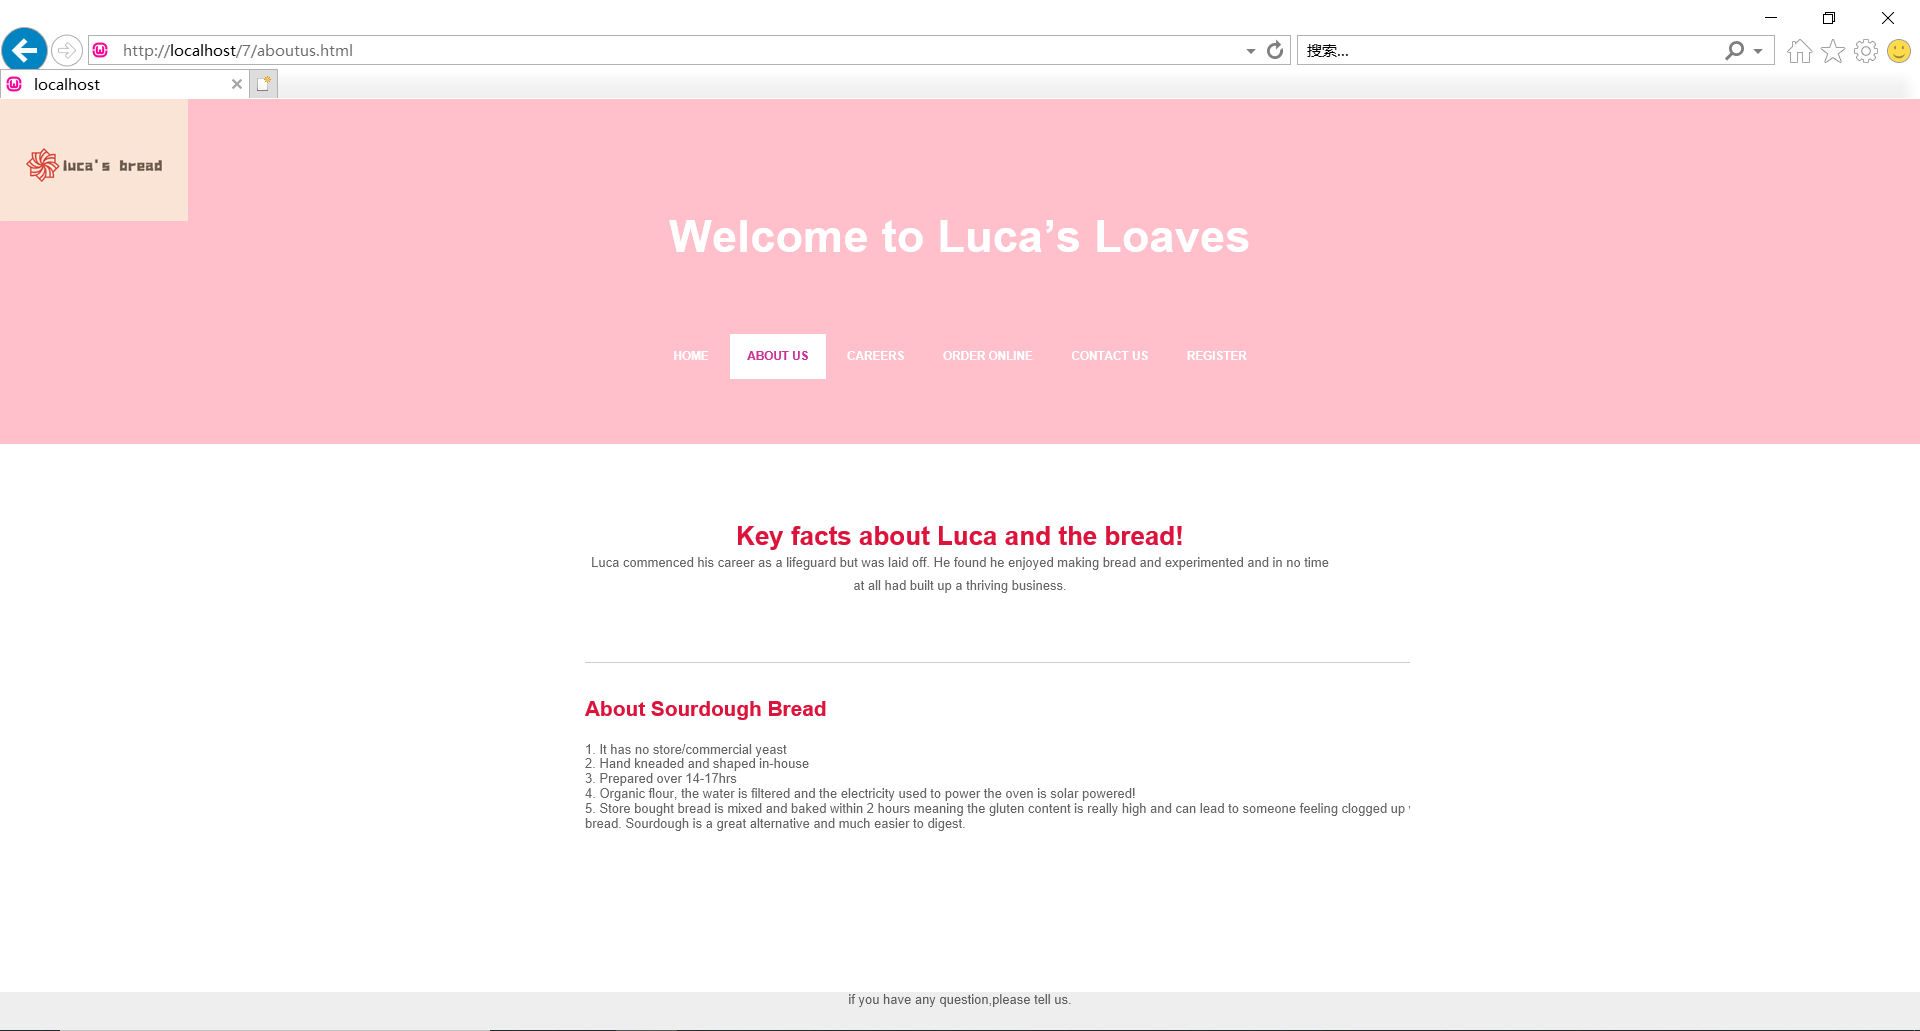 http://localhost/7/aboutus.html
搜索...
localhost
luca's bread
Welcome to Luca’s Loaves
HOME ABOUT US CAREERS ORDER ONLINE CONTACT US REGISTER
Key facts about Luca and the bread!
Luca commenced his career as a lifeguard but was laid off. He found he enjoyed making bread and experimented and in no time
at all had built up a thriving business.
About Sourdough Bread
1. It has no store/commercial yeast
2. Hand kneaded and shaped in-house
3. Prepared over 14-17hrs
4. Organic flour, the water is filtered and the electricity used to power the oven is solar powered!
5. Store bought bread is mixed and baked within 2 hours meaning the gluten content is really high and can lead to someone feeling clogged up
bread. Sourdough is a great alternative and much easier to digest.
if you have any question,please tell us.